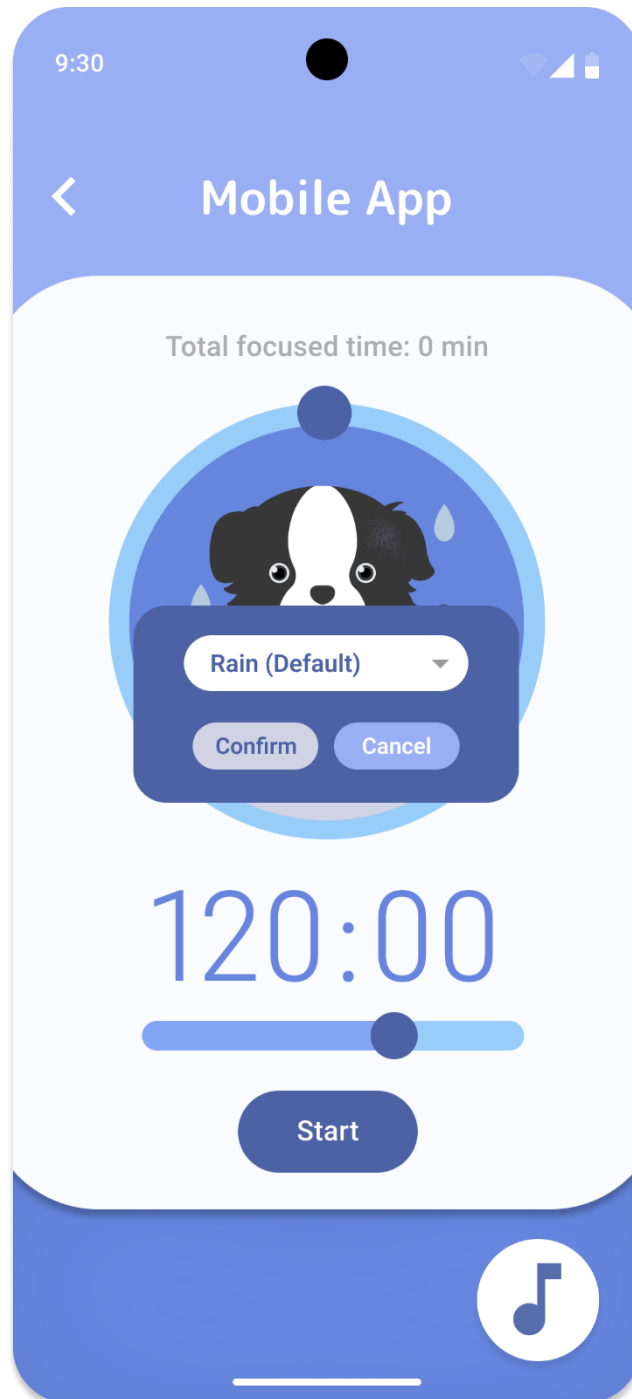 9:30
Mobile App
Total focused time: 0 min
Rain (Default)
Confirm Cancel
120:00
Start